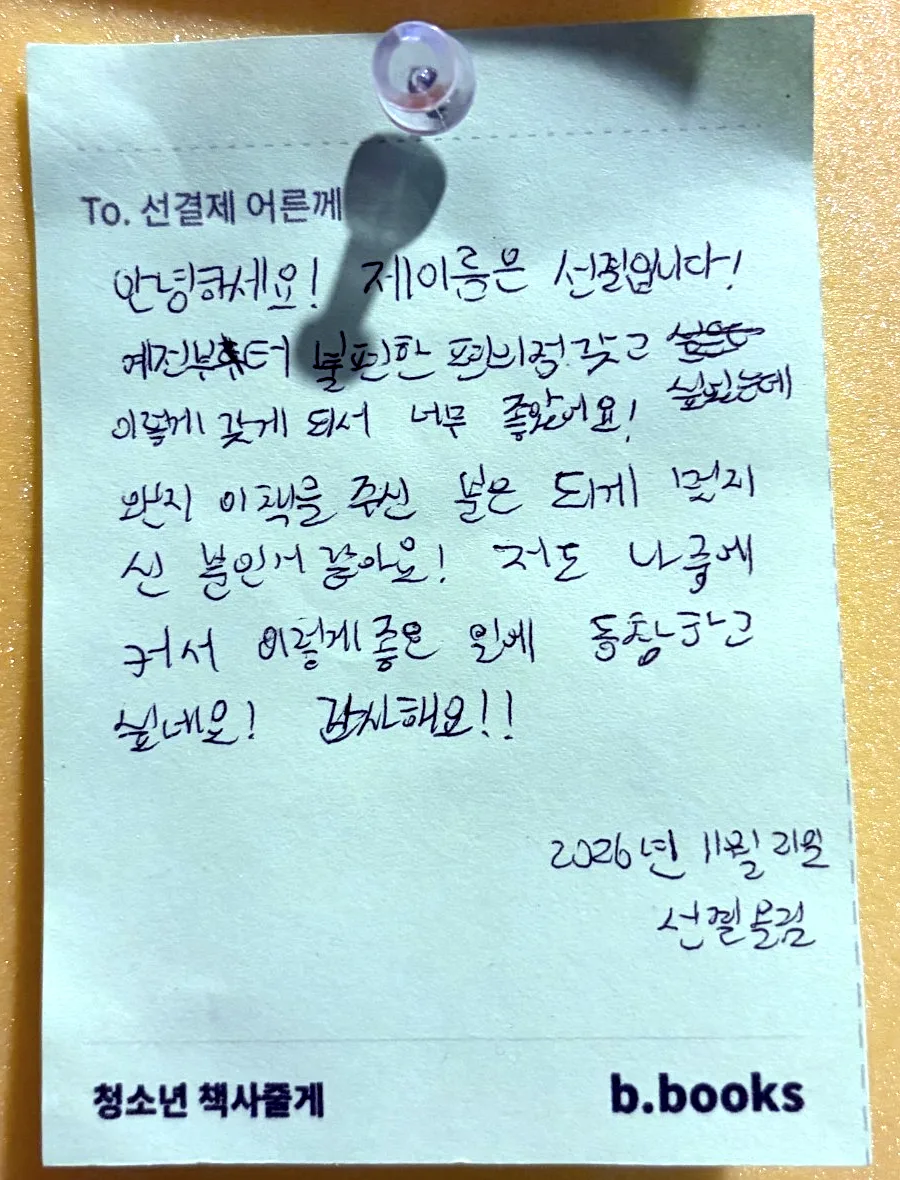 To. 선결제 어른께
안녕하세요! 제이름은 입니다!
예전부터 불편한 편의점 갖고
싶었는데
이렇게 갖게 되서 너무 좋았어요!
왠지 이 책을 주신 분은 되게 멋지
신 분인거 같아요! 저도 나중에
커서 이렇게 좋은 일에 동참하고
싶네요! 감사해요!!
2026년 11월 21일
올림
청소년 책사줄게
b.books